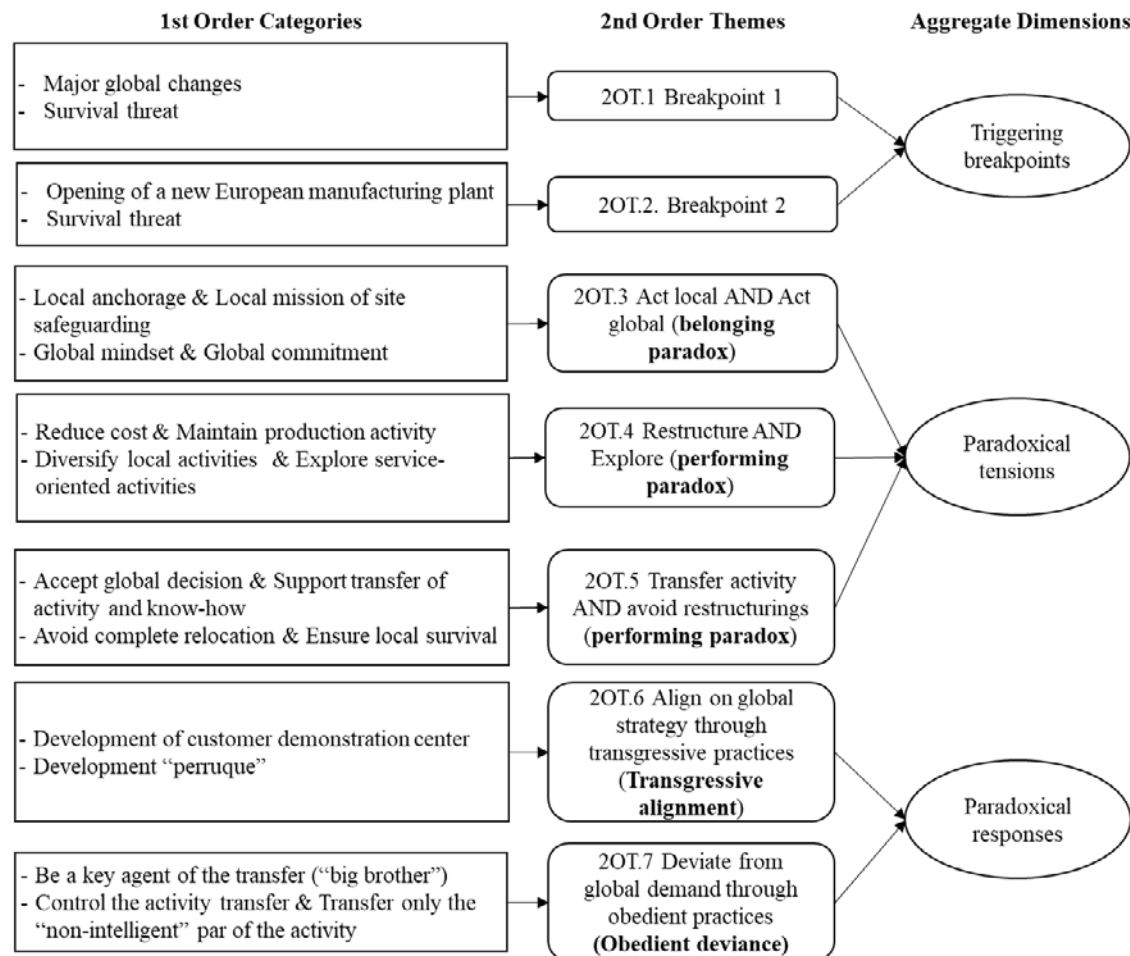 1st Order Categories
2nd Order Themes
Aggregate Dimensions
- Major global changes
- Survival threat
2OT.1 Breakpoint 1
- Opening of a new European manufacturing plant
- Survival threat
2OT.2. Breakpoint 2
Triggering
breakpoints
- Local anchorage & Local mission of site
safeguarding
- Global mindset & Global commitment
2OT.3 Act local AND Act
global (belonging
paradox)
- Reduce cost & Maintain production activity
- Diversify local activities & Explore service-
oriented activities
2OT.4 Restructure AND
Explore (performing
paradox)
- Accept global decision & Support transfer of
activity and know-how
- Avoid complete relocation & Ensure local survival
2OT.5 Transfer activity
AND avoid restructurings
(performing paradox)
Paradoxical
tensions
- Development of customer demonstration center
- Development “perruque”
2OT.6 Align on global
strategy through
transgressive practices
(Transgressive
alignment)
- Be a key agent of the transfer (“big brother”)
- Control the activity transfer & Transfer only the
“non-intelligent” par of the activity
2OT.7 Deviate from
global demand through
obedient practices
(Obedient deviance)
Paradoxical
responses